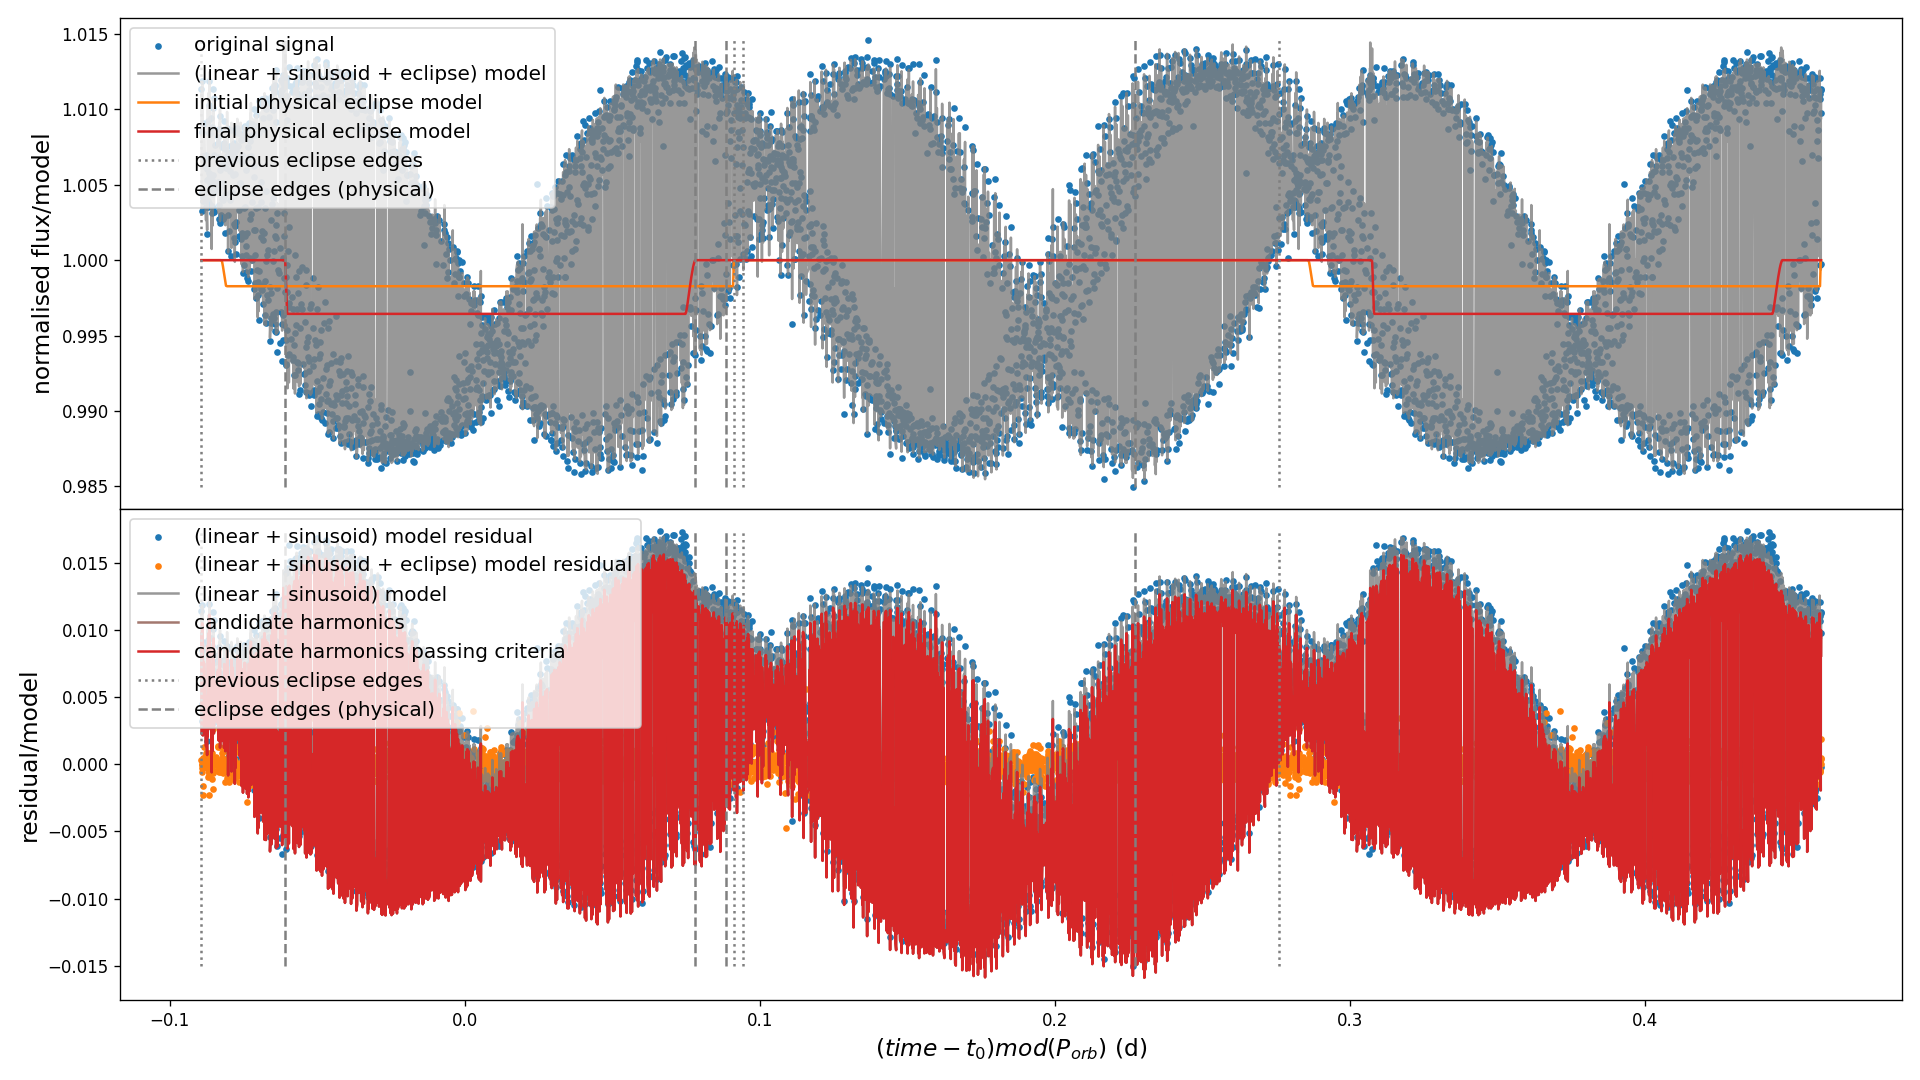 1.015
1.010
1.005
1.000
0.995
0.990
0.985
normalised flux/model
original signal
(linear + sinusoid + eclipse) model
initial physical eclipse model
final physical eclipse model
previous eclipse edges
eclipse edges (physical)
0.015
0.010
0.005
0.000
−0.005
−0.010
−0.015
residual/model
(linear + sinusoid) model residual
(linear + sinusoid + eclipse) model residual
(linear + sinusoid) model
candidate harmonics
candidate harmonics passing criteria
previous eclipse edges
eclipse edges (physical)
−0.1 0.0 0.1 0.2 0.3 0.4
(time − t₀)mod(P_orb) (d)